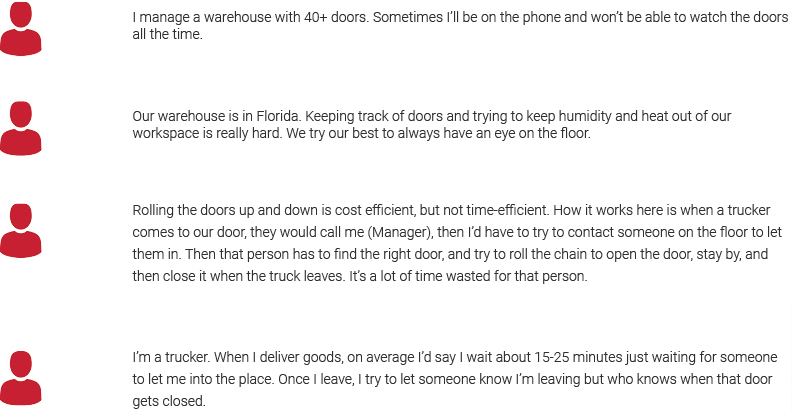 I manage a warehouse with 40+ doors. Sometimes I'll be on the phone and won't be able to watch the doors
all the time.
Our warehouse is in Florida. Keeping track of doors and trying to keep humidity and heat out of our
workspace is really hard. We try our best to always have an eye on the floor.
Rolling the doors up and down is cost efficient, but not time-efficient. How it works here is when a trucker
comes to our door, they would call me (Manager), then I'd have to try to contact someone on the floor to let
them in. Then that person has to find the right door, and try to roll the chain to open the door, stay by, and
then close it when the truck leaves. It's a lot of time wasted for that person.
I'm a trucker. When I deliver goods, on average I'd say I wait about 15-25 minutes just waiting for someone
to let me into the place. Once I leave, I try to let someone know I'm leaving but who knows when that door
gets closed.